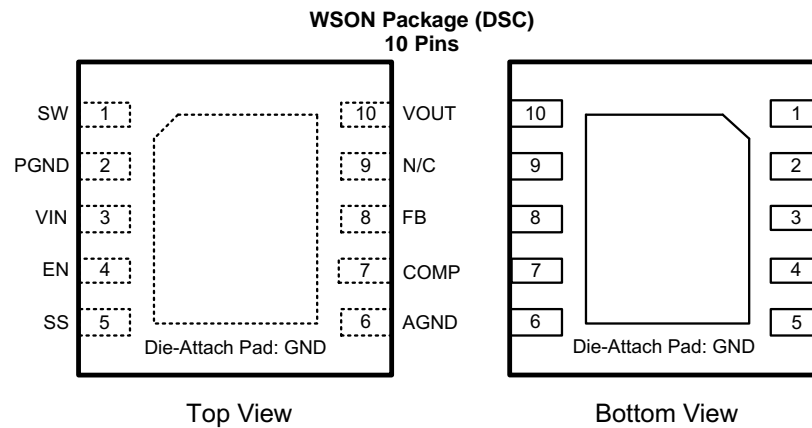 WSON Package (DSC)
10 Pins
SW 1 10 VOUT 10 1
PGND 2 9 N/C 9 2
VIN 3 8 FB 8 3
EN 4 7 COMP 7 4
SS 5 6 AGND 6 5
Die-Attach Pad: GND Die-Attach Pad: GND
Top View Bottom View